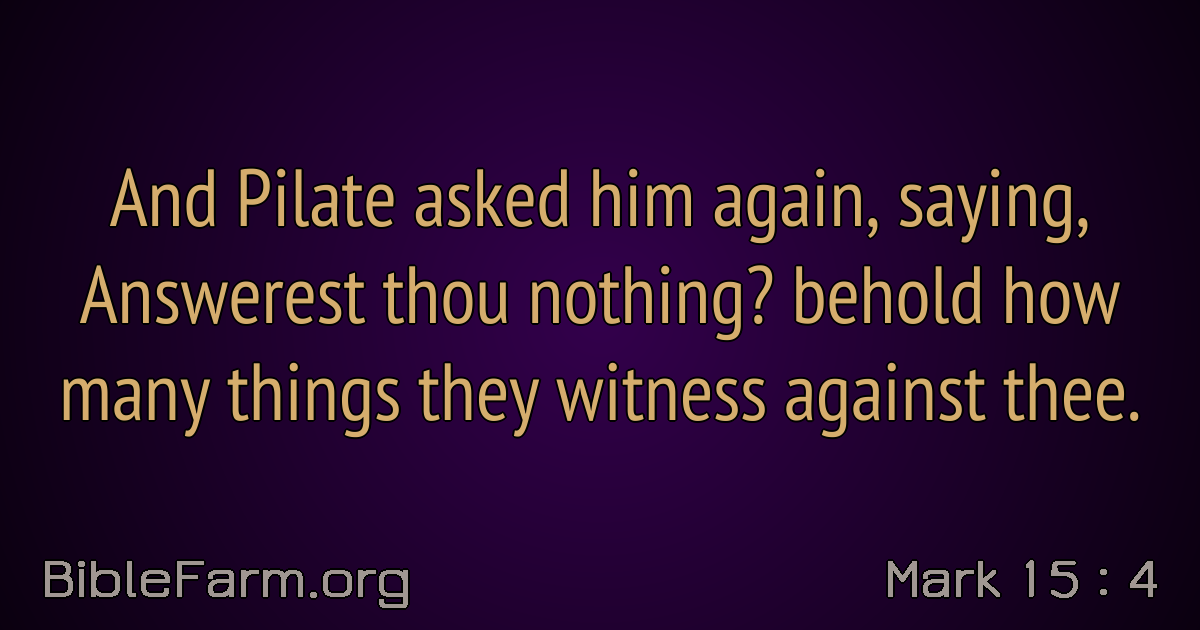 And Pilate asked him again, saying,
Answerest thou nothing? behold how
many things they witness against thee.
BibleFarm.org
Mark 15 : 4